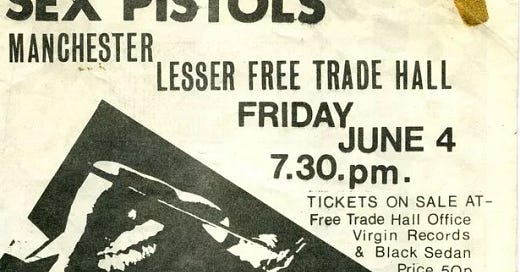 SEX PISTOLS
MANCHESTER
LESSER FREE TRADE HALL
FRIDAY
JUNE 4
7.30.pm.
TICKETS ON SALE AT–
Free Trade Hall Office
Virgin Records
& Black Sedan
Price 50p